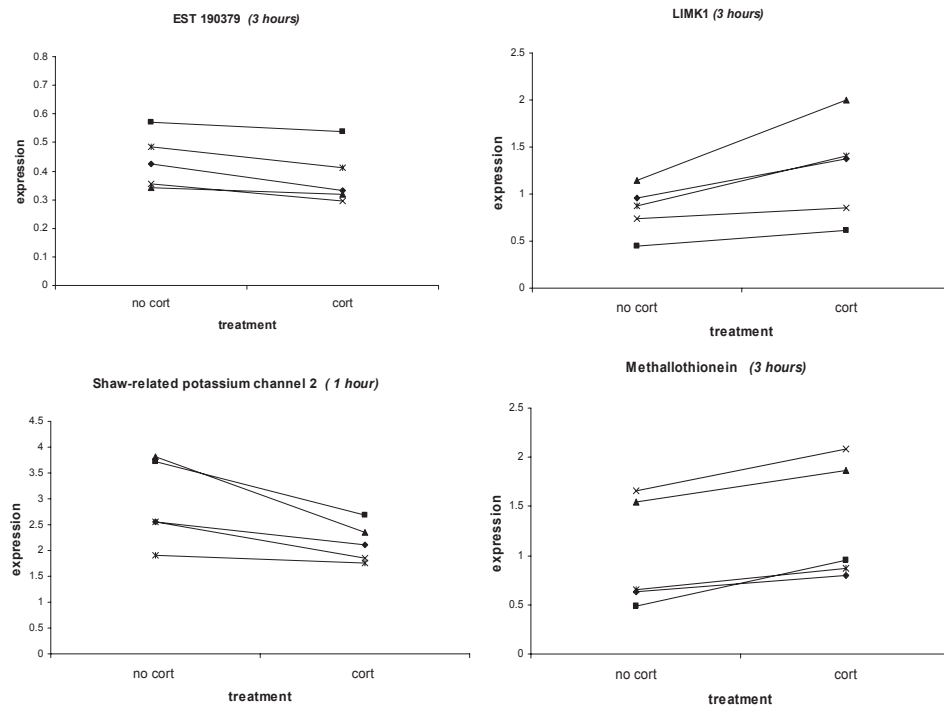 EST 190379 (3 hours)
0.8
0.7
0.6
0.5
0.4
0.3
0.2
0.1
0
expression
no cort
cort
treatment
LIMK1 (3 hours)
2.5
2
1.5
1
0.5
0
expression
no cort
cort
treatment
Shaw-related potassium channel 2 ( 1 hour)
4.5
4
3.5
3
2.5
2
1.5
1
0.5
0
expression
no cort
cort
treatment
Methallothionein (3 hours)
2.5
2
1.5
1
0.5
0
expression
no cort
cort
treatment